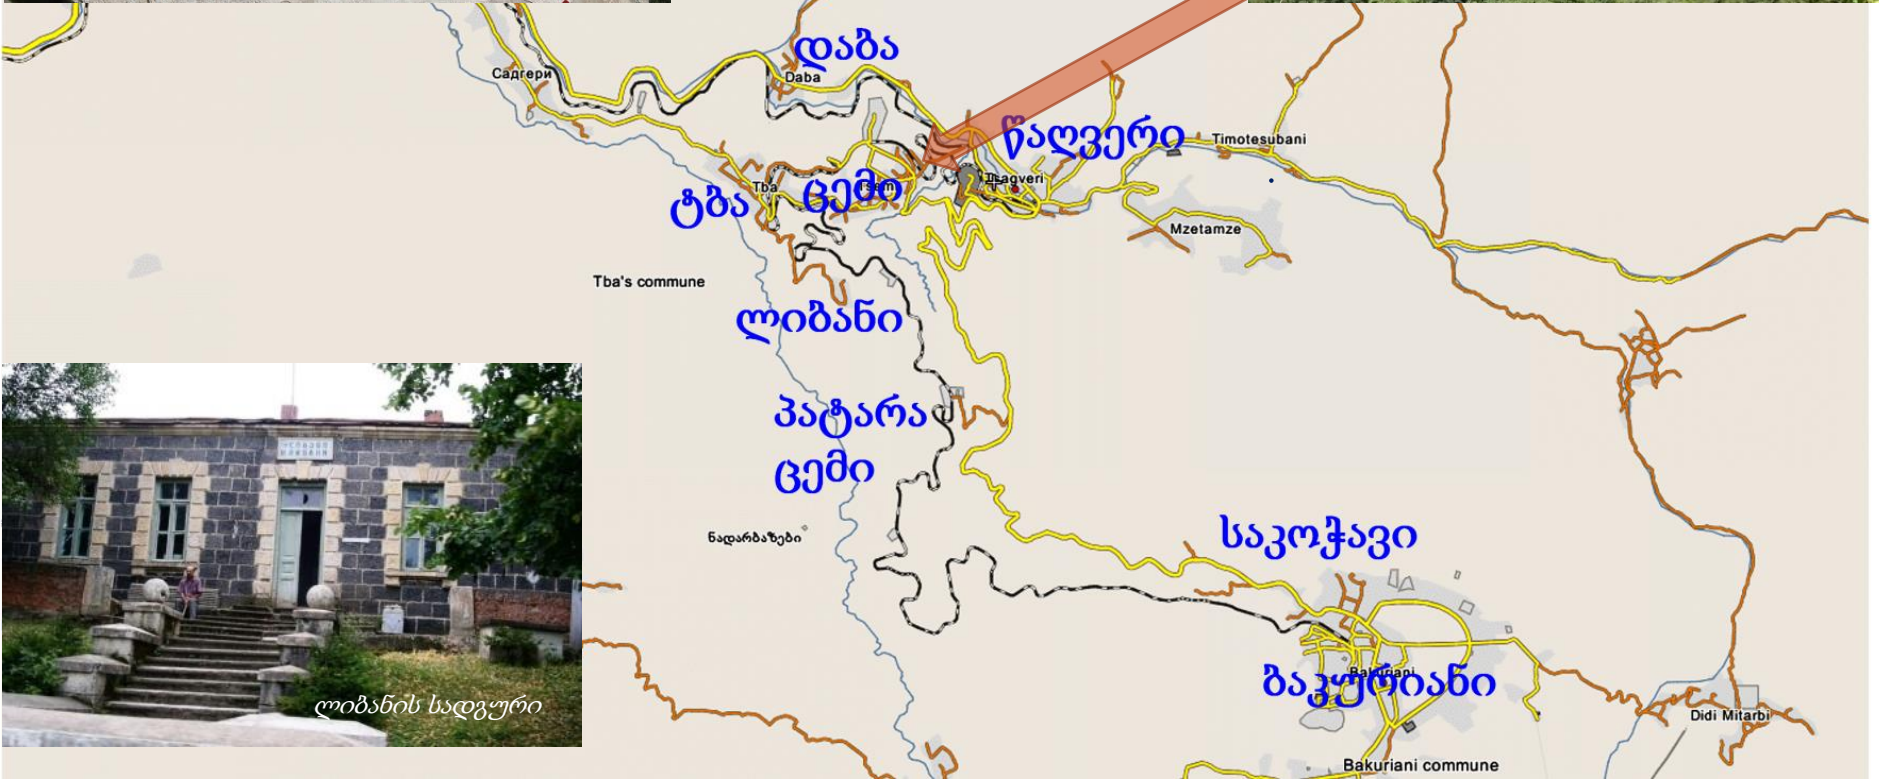 დაბა
Садгери
Daba
წაღვერი
Timotesubani
Tsagveri
Tba
ცემი
ტბა
Mzetamze
Tba's commune
ლიბანი
პატარა
ცემი
საკოჭავი
ნადარბაზები
Bakuriani
ბაკურიანი
ლიბანის სადგური
Didi Mitarbi
Bakuriani commune